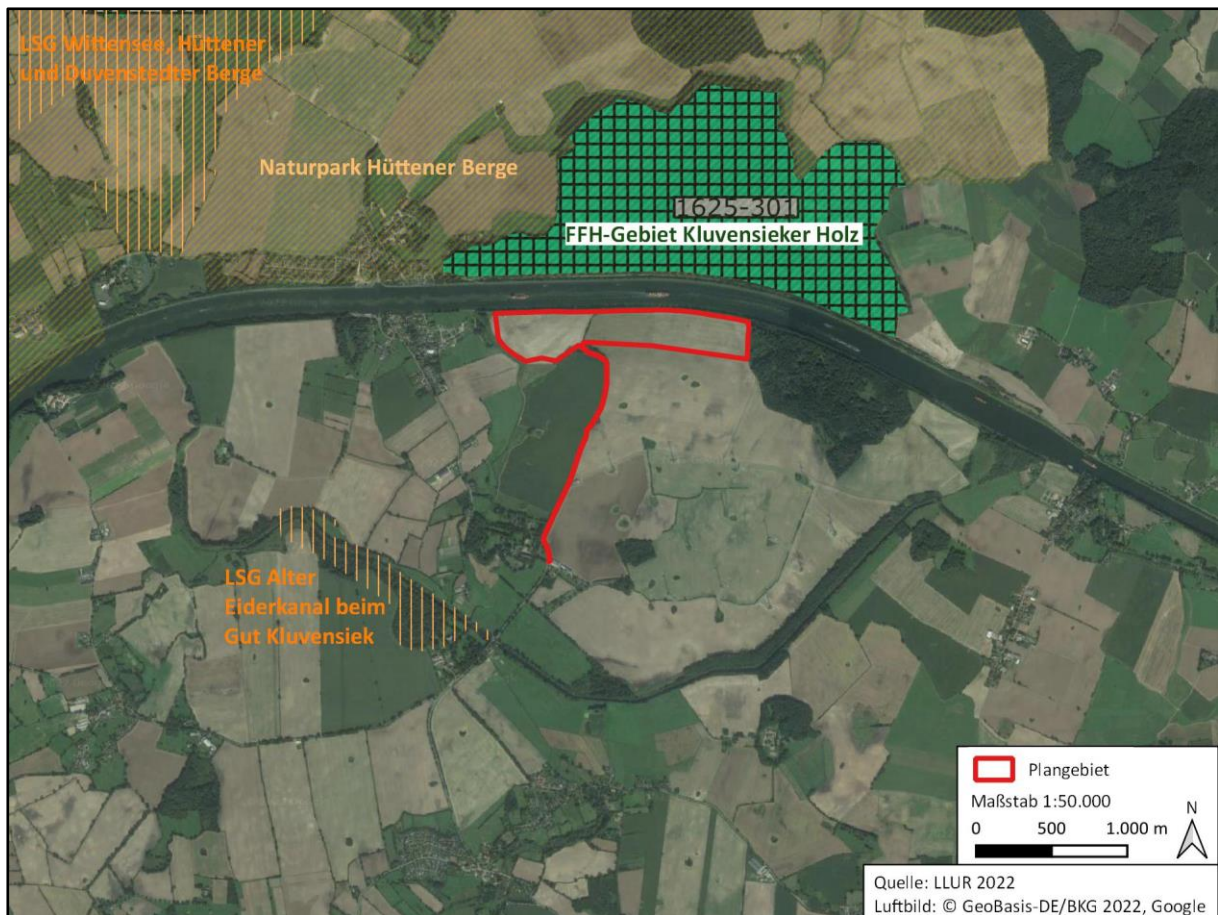 LSG Wittensee, Hüttener
und Duvenstedter Berge
Naturpark Hüttener Berge
1625-301
FFH-Gebiet Kluvensieker Holz
LSG Alter
Eiderkanal beim
Gut Kluvensiek
Plangebiet
Maßstab 1:50.000
N
0 500 1.000 m
Quelle: LLUR 2022
Luftbild: © GeoBasis-DE/BKG 2022, Google